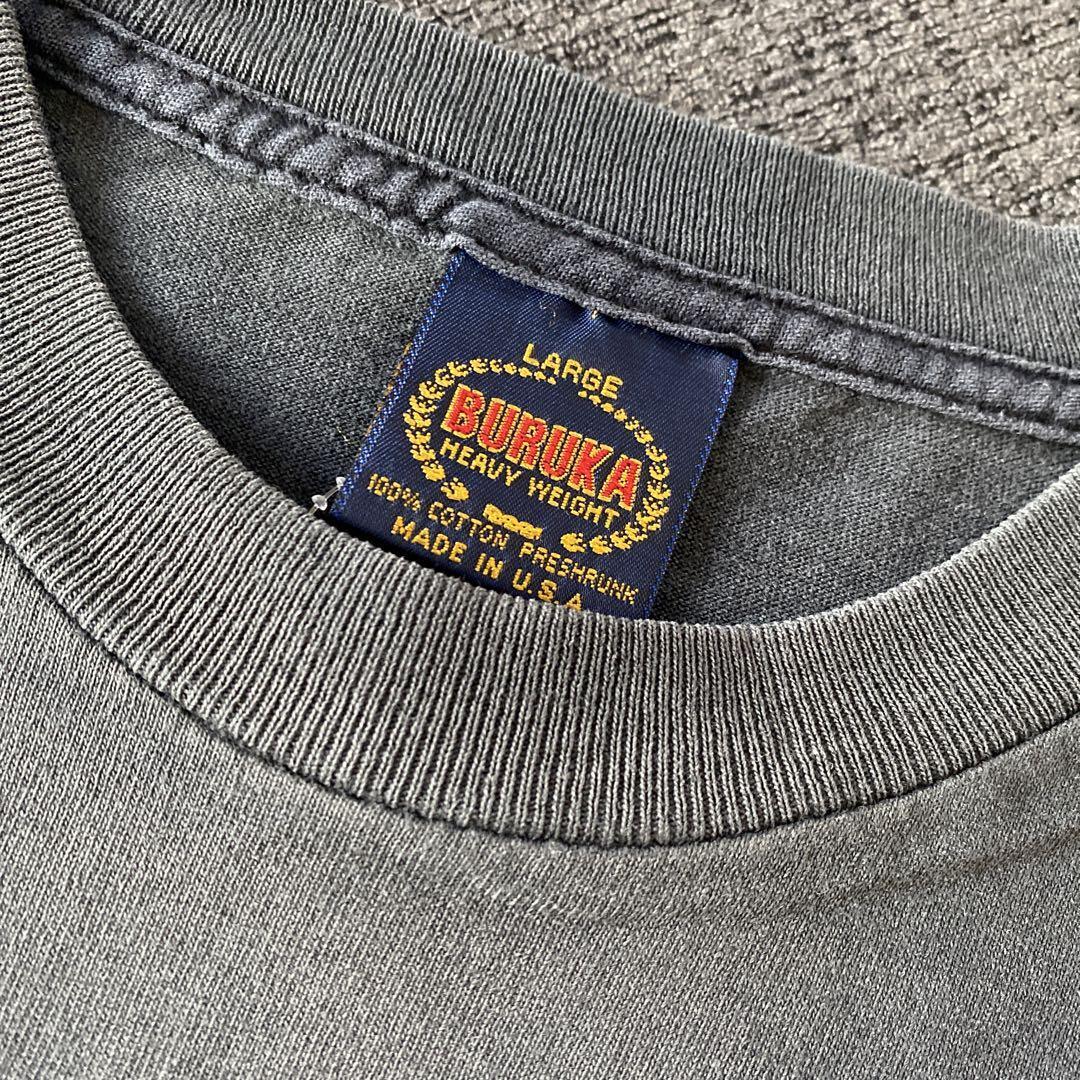 LARGE
BURUKA
HEAVY WEIGHT
100% COTTON PRESHRUNK
MADE IN U.S.A